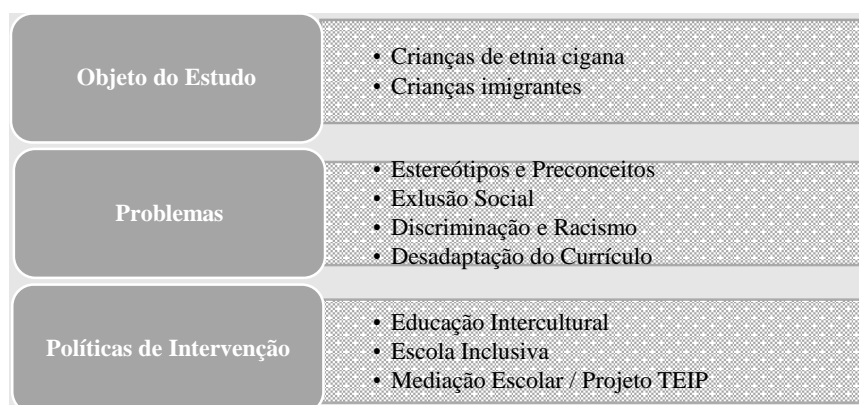 Objeto do Estudo
• Crianças de etnia cigana
• Crianças imigrantes
Problemas
• Estereótipos e Preconceitos
• Exlusão Social
• Discriminação e Racismo
• Desadaptação do Currículo
Políticas de Intervenção
• Educação Intercultural
• Escola Inclusiva
• Mediação Escolar / Projeto TEIP